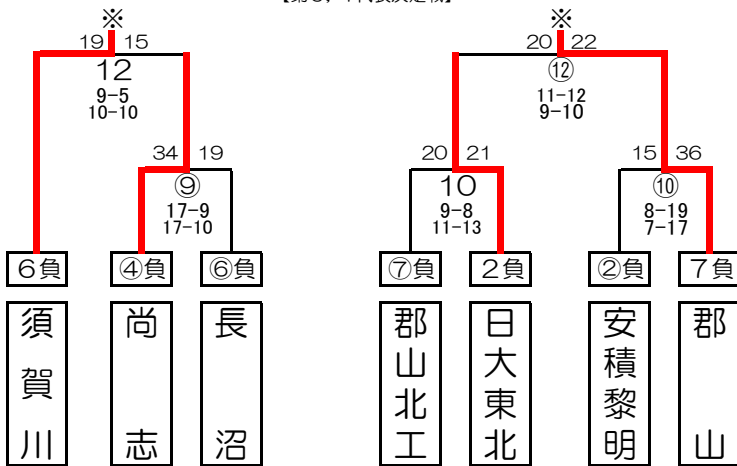 ※ ※
19 15 20 22
12 ⑫
9-5 11-12
10-10 9-10
34 19 20 21 15 36
⑨ 10 ⑩
17-9 9-8 8-19
17-10 11-13 7-17
6負 ④負 ⑥負 ⑦負 2負 ②負 7負
須賀川 尚志 長沼 郡山北工 日大東北 安積黎明 郡山